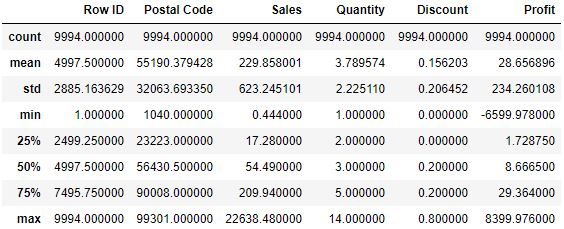 Row ID Postal Code Sales Quantity Discount Profit
count 9994.000000 9994.000000 9994.000000 9994.000000 9994.000000 9994.000000
mean 4997.500000 55190.379428 229.858001 3.789574 0.156203 28.656896
std 2885.163629 32063.693350 623.245101 2.225110 0.206452 234.260108
min 1.000000 1040.000000 0.444000 1.000000 0.000000 -6599.978000
25% 2499.250000 23223.000000 17.280000 2.000000 0.000000 1.728750
50% 4997.500000 56430.500000 54.490000 3.000000 0.200000 8.666500
75% 7495.750000 90008.000000 209.940000 5.000000 0.200000 29.364000
max 9994.000000 99301.000000 22638.480000 14.000000 0.800000 8399.976000